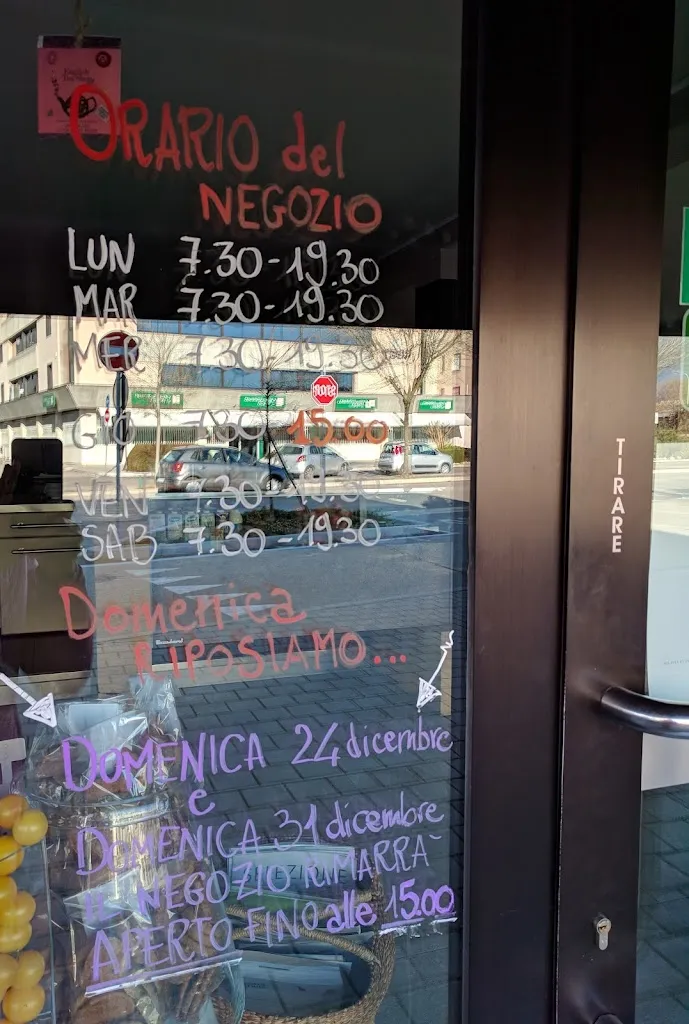 ORARIO del
NEGOZIO
LUN 7.30-19.30
MAR 7.30-19.30
MER 7.30-19.30
GIO 7.30-15.00
VEN 7.30-19.30
SAB 7.30-19.30
Domenica
RIPOSIAMO...
DOMENICA 24 dicembre
e
DOMENICA 31 dicembre
IL NEGOZIO RIMARRA`
APERTO FINO alle 15.00
TIRARE